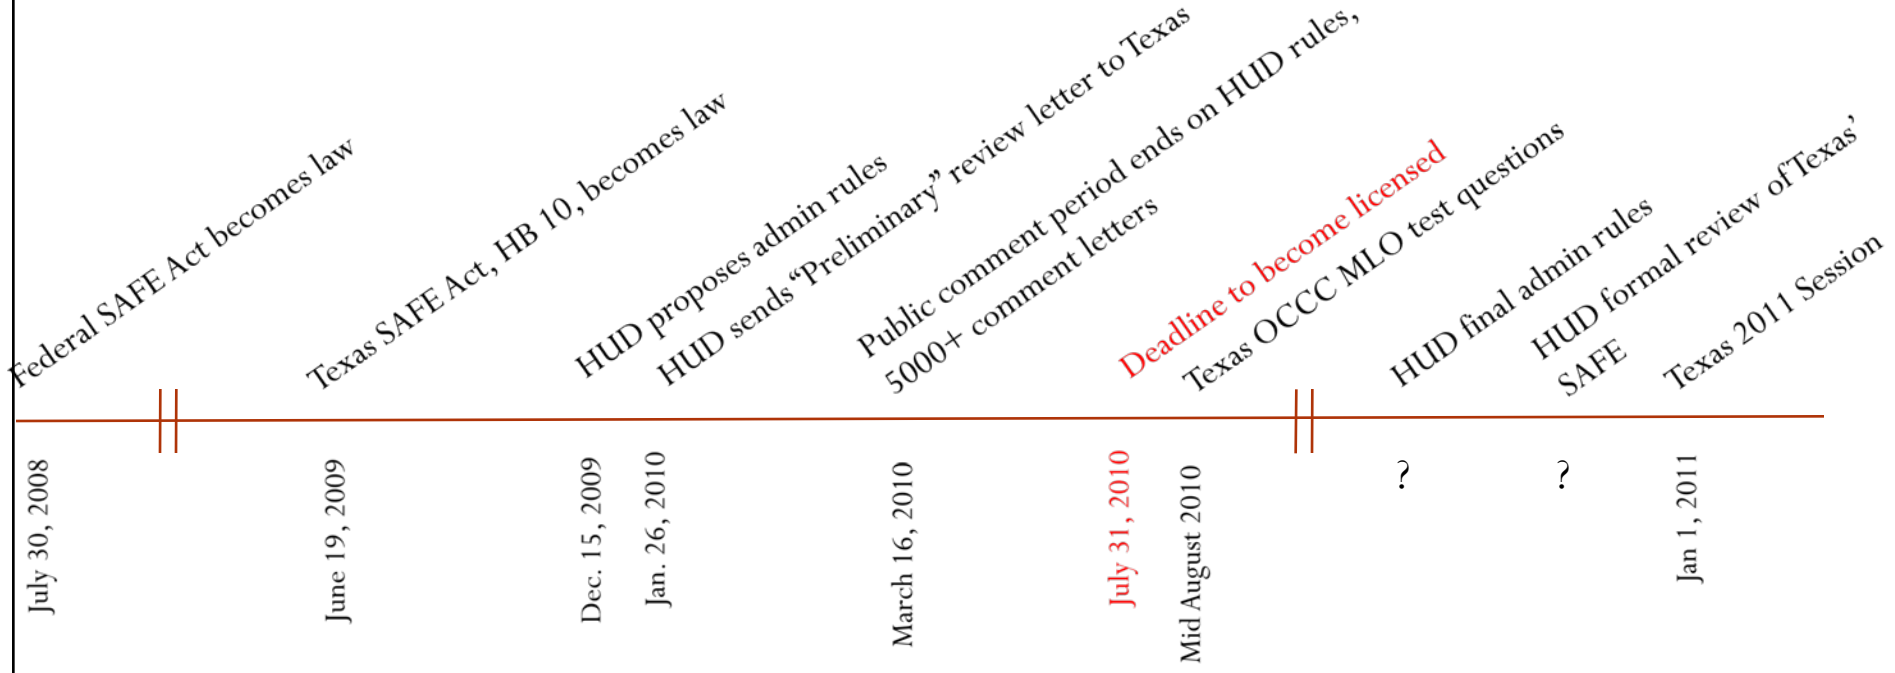 Federal SAFE Act becomes law
Texas SAFE Act, HB 10, becomes law
HUD proposes admin rules
HUD sends “Preliminary” review letter to Texas
Public comment period ends on HUD rules,
5000+ comment letters
Deadline to become licensed
Texas OCCC MLO test questions
HUD final admin rules
HUD formal review of Texas’
SAFE
Texas 2011 Session
July 30, 2008
June 19, 2009
Dec. 15, 2009
Jan. 26, 2010
March 16, 2010
July 31, 2010
Mid August 2010
?
?
Jan 1, 2011